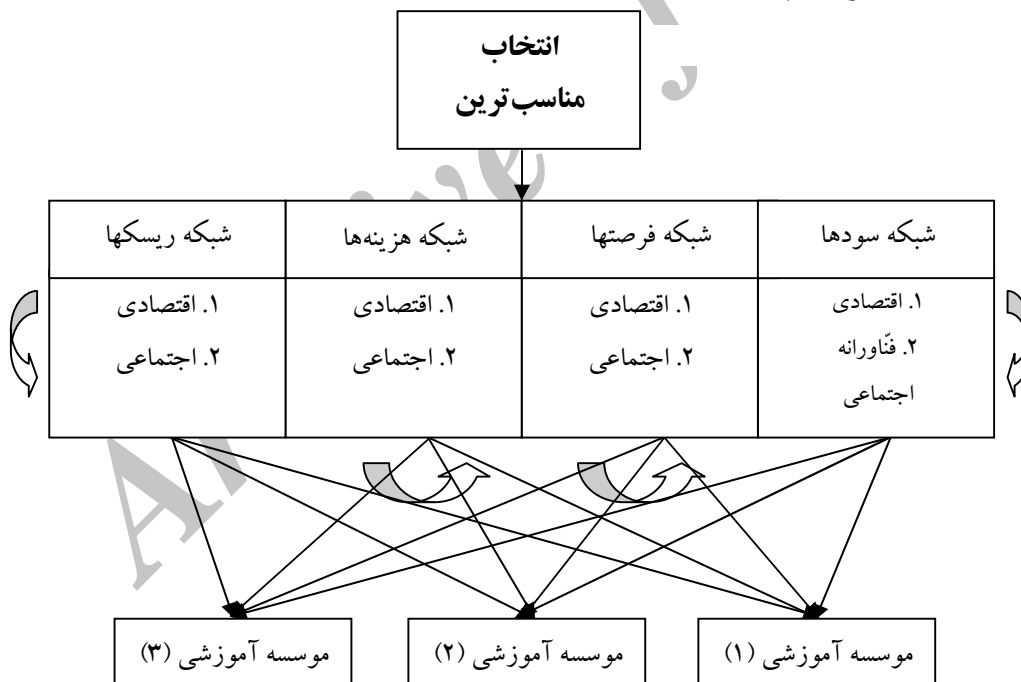 انتخاب
مناسب‌ترین
شبکه سودها
شبکه فرصتها
شبکه هزینه‌ها
شبکه ریسکها
۱. اقتصادی
۲. فنّاورانه
اجتماعی
۱. اقتصادی
۲. اجتماعی
۱. اقتصادی
۲. اجتماعی
۱. اقتصادی
۲. اجتماعی
موسسه آموزشی (۱)
موسسه آموزشی (۲)
موسسه آموزشی (۳)